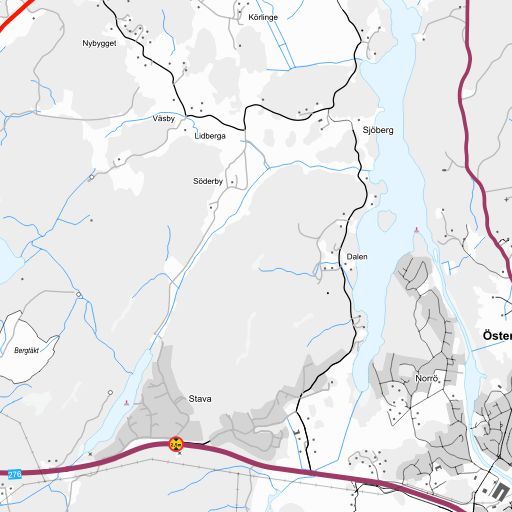 Körlinge
Nybygget
Väsby
Sjöberg
Lidberga
Söderby
Dalen
Öster
Bergtäkt
Norrö
Stava
276